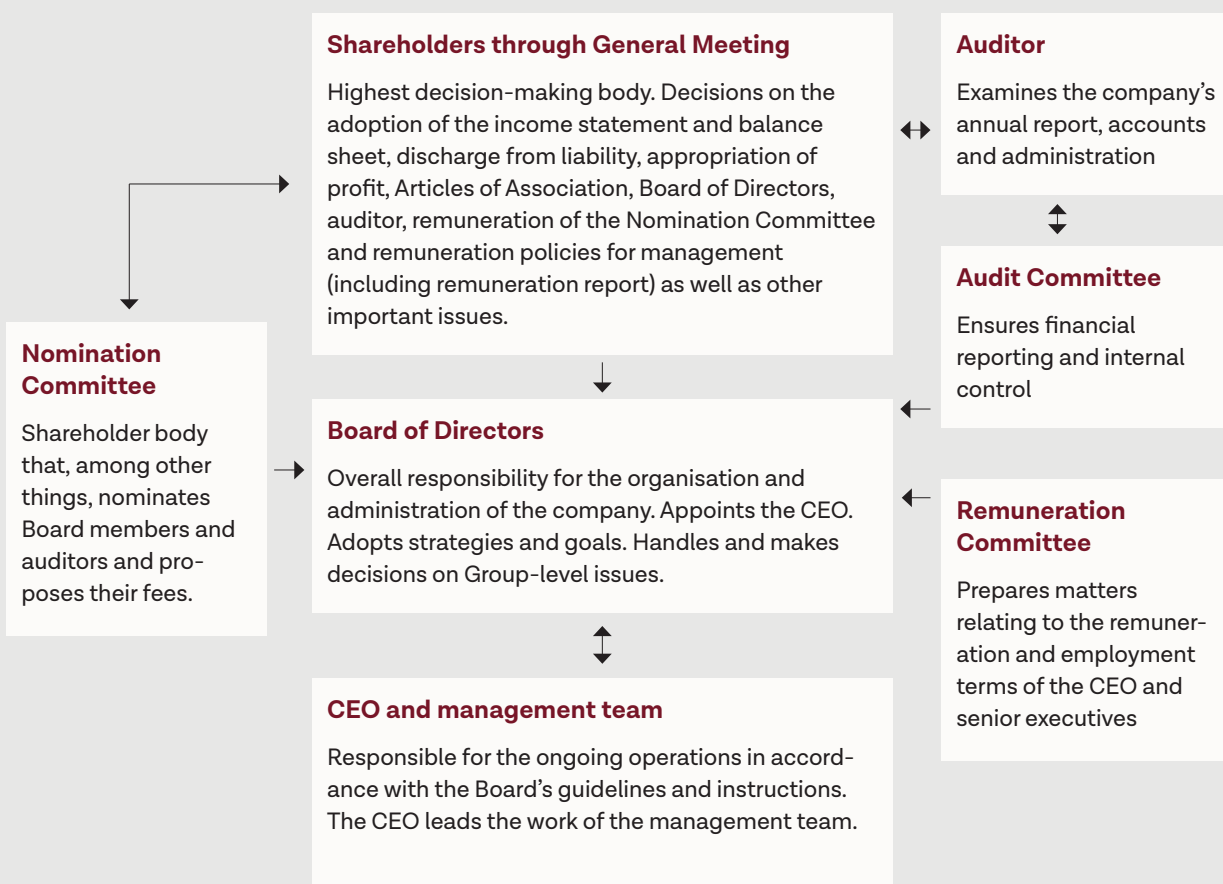 Shareholders through General Meeting
Highest decision-making body. Decisions on the
adoption of the income statement and balance
sheet, discharge from liability, appropriation of
profit, Articles of Association, Board of Directors,
auditor, remuneration of the Nomination Committee
and remuneration policies for management
(including remuneration report) as well as other
important issues.
Auditor
Examines the company’s
annual report, accounts
and administration
Audit Committee
Ensures financial
reporting and internal
control
Nomination
Committee
Shareholder body
that, among other
things, nominates
Board members and
auditors and pro-
poses their fees.
Board of Directors
Overall responsibility for the organisation and
administration of the company. Appoints the CEO.
Adopts strategies and goals. Handles and makes
decisions on Group-level issues.
Remuneration
Committee
Prepares matters
relating to the remuner-
ation and employment
terms of the CEO and
senior executives
CEO and management team
Responsible for the ongoing operations in accord-
ance with the Board’s guidelines and instructions.
The CEO leads the work of the management team.